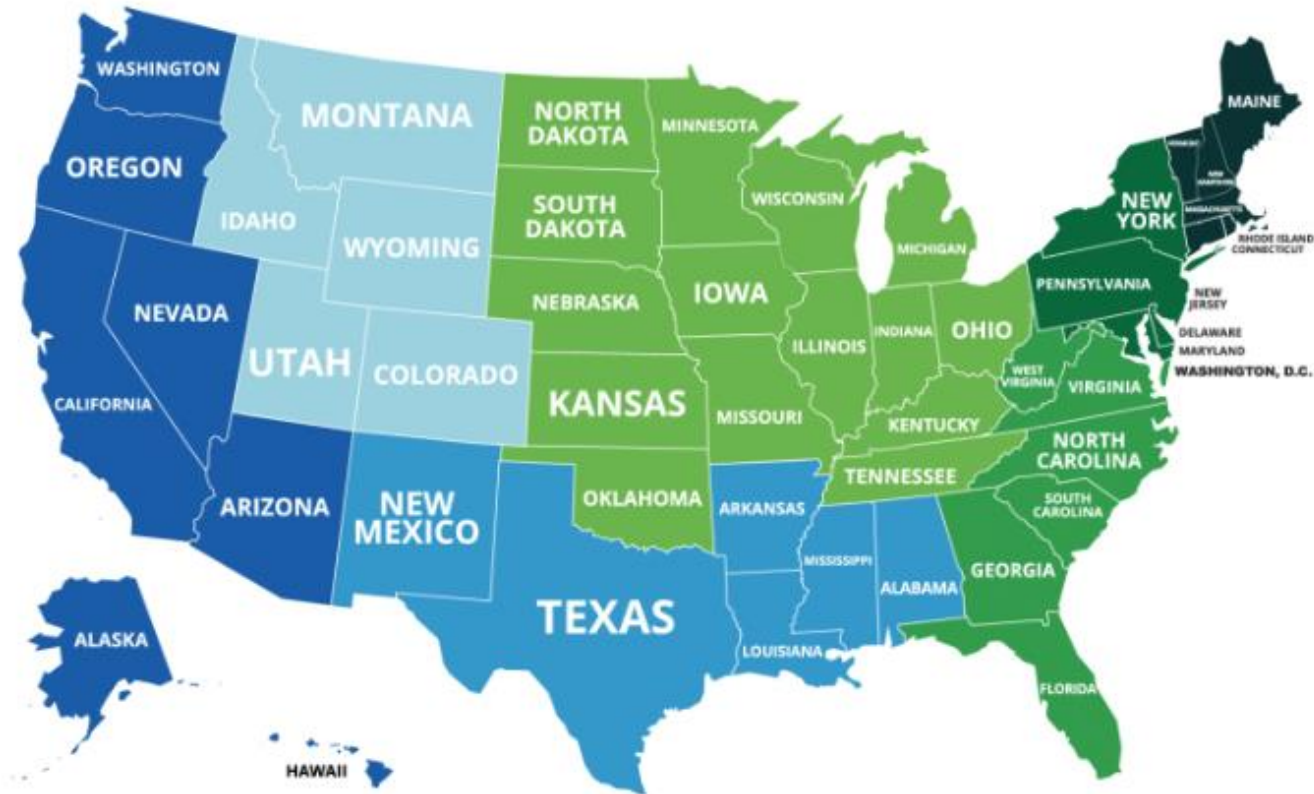 WASHINGTON
MONTANA
NORTH
DAKOTA
MINNESOTA
MAINE
OREGON
IDAHO
WYOMING
SOUTH
DAKOTA
WISCONSIN
MICHIGAN
NEW
YORK
VERMONT
NEW
HAMPSHIRE
MASSACHUSETTS
RHODE ISLAND
CONNECTICUT
NEVADA
UTAH
COLORADO
NEBRASKA
IOWA
ILLINOIS
INDIANA
OHIO
PENNSYLVANIA
NEW
JERSEY
DELAWARE
MARYLAND
WASHINGTON, D.C.
CALIFORNIA
KANSAS
MISSOURI
KENTUCKY
WEST
VIRGINIA
VIRGINIA
ARIZONA
NEW
MEXICO
OKLAHOMA
ARKANSAS
TENNESSEE
NORTH
CAROLINA
SOUTH
CAROLINA
TEXAS
LOUISIANA
MISSISSIPPI
ALABAMA
GEORGIA
FLORIDA
ALASKA
HAWAII